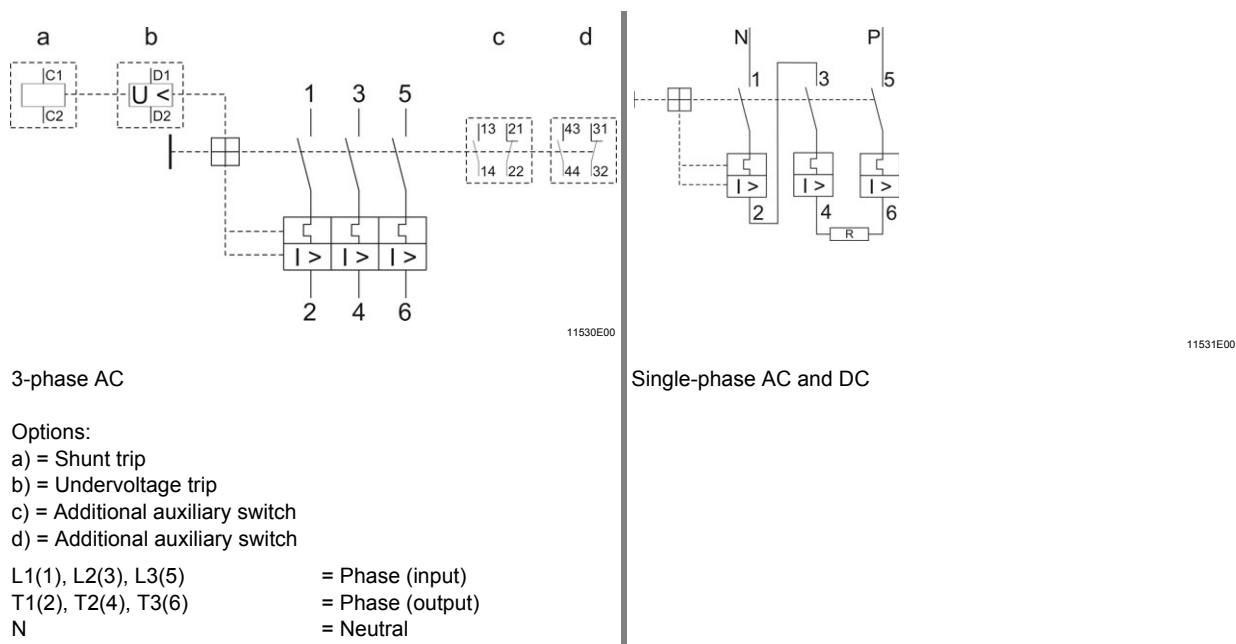 a b c d
C1 D1
U <
C2 D2
1 3 5
13 21 43 31
14 22 44 32
I > I > I >
2 4 6
11530E00
3-phase AC
Options:
a) = Shunt trip
b) = Undervoltage trip
c) = Additional auxiliary switch
d) = Additional auxiliary switch
L1(1), L2(3), L3(5) = Phase (input)
T1(2), T2(4), T3(6) = Phase (output)
N = Neutral
N P
1 3 5
I > I > I >
2 4 6
R
11531E00
Single-phase AC and DC